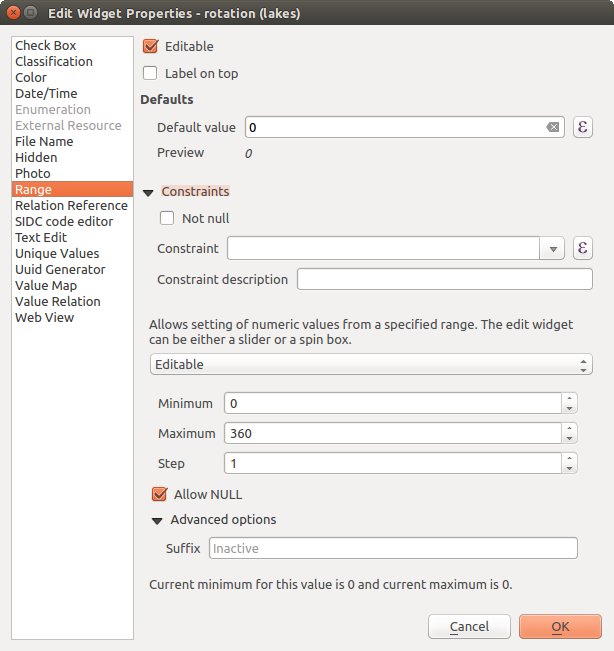 Edit Widget Properties - rotation (lakes)
Check Box
Classification
Color
Date/Time
Enumeration
External Resource
File Name
Hidden
Photo
Range
Relation Reference
SIDC code editor
Text Edit
Unique Values
Uuid Generator
Value Map
Value Relation
Web View
Editable
Label on top
Defaults
Default value 0 ε
Preview 0
Constraints
Not null
Constraint ε
Constraint description
Allows setting of numeric values from a specified range. The edit widget
can be either a slider or a spin box.
Editable
Minimum 0
Maximum 360
Step 1
Allow NULL
Advanced options
Suffix Inactive
Current minimum for this value is 0 and current maximum is 0.
Cancel OK